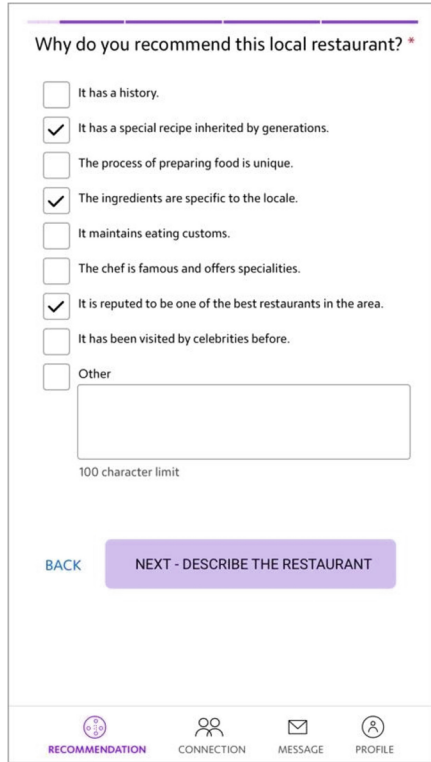 Why do you recommend this local restaurant? *
It has a history.
It has a special recipe inherited by generations.
The process of preparing food is unique.
The ingredients are specific to the locale.
It maintains eating customs.
The chef is famous and offers specialities.
It is reputed to be one of the best restaurants in the area.
It has been visited by celebrities before.
Other
100 character limit
BACK
NEXT - DESCRIBE THE RESTAURANT
RECOMMENDATION
CONNECTION
MESSAGE
PROFILE